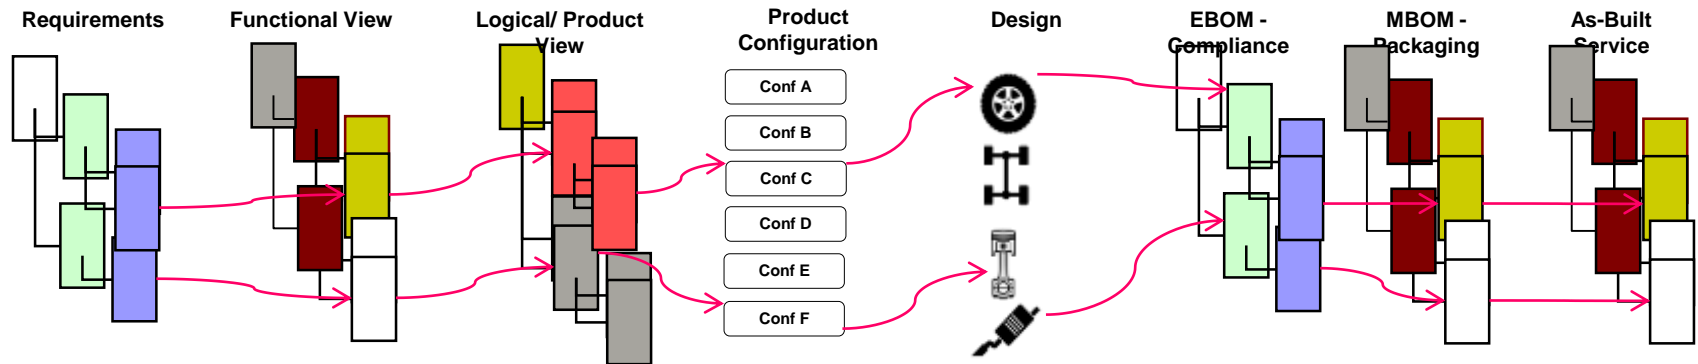 Requirements
Functional View
Logical/ Product
View
Product
Configuration
Design
EBOM -
Compliance
MBOM -
Packaging
As-Built
Service
Conf A
Conf B
Conf C
Conf D
Conf E
Conf F